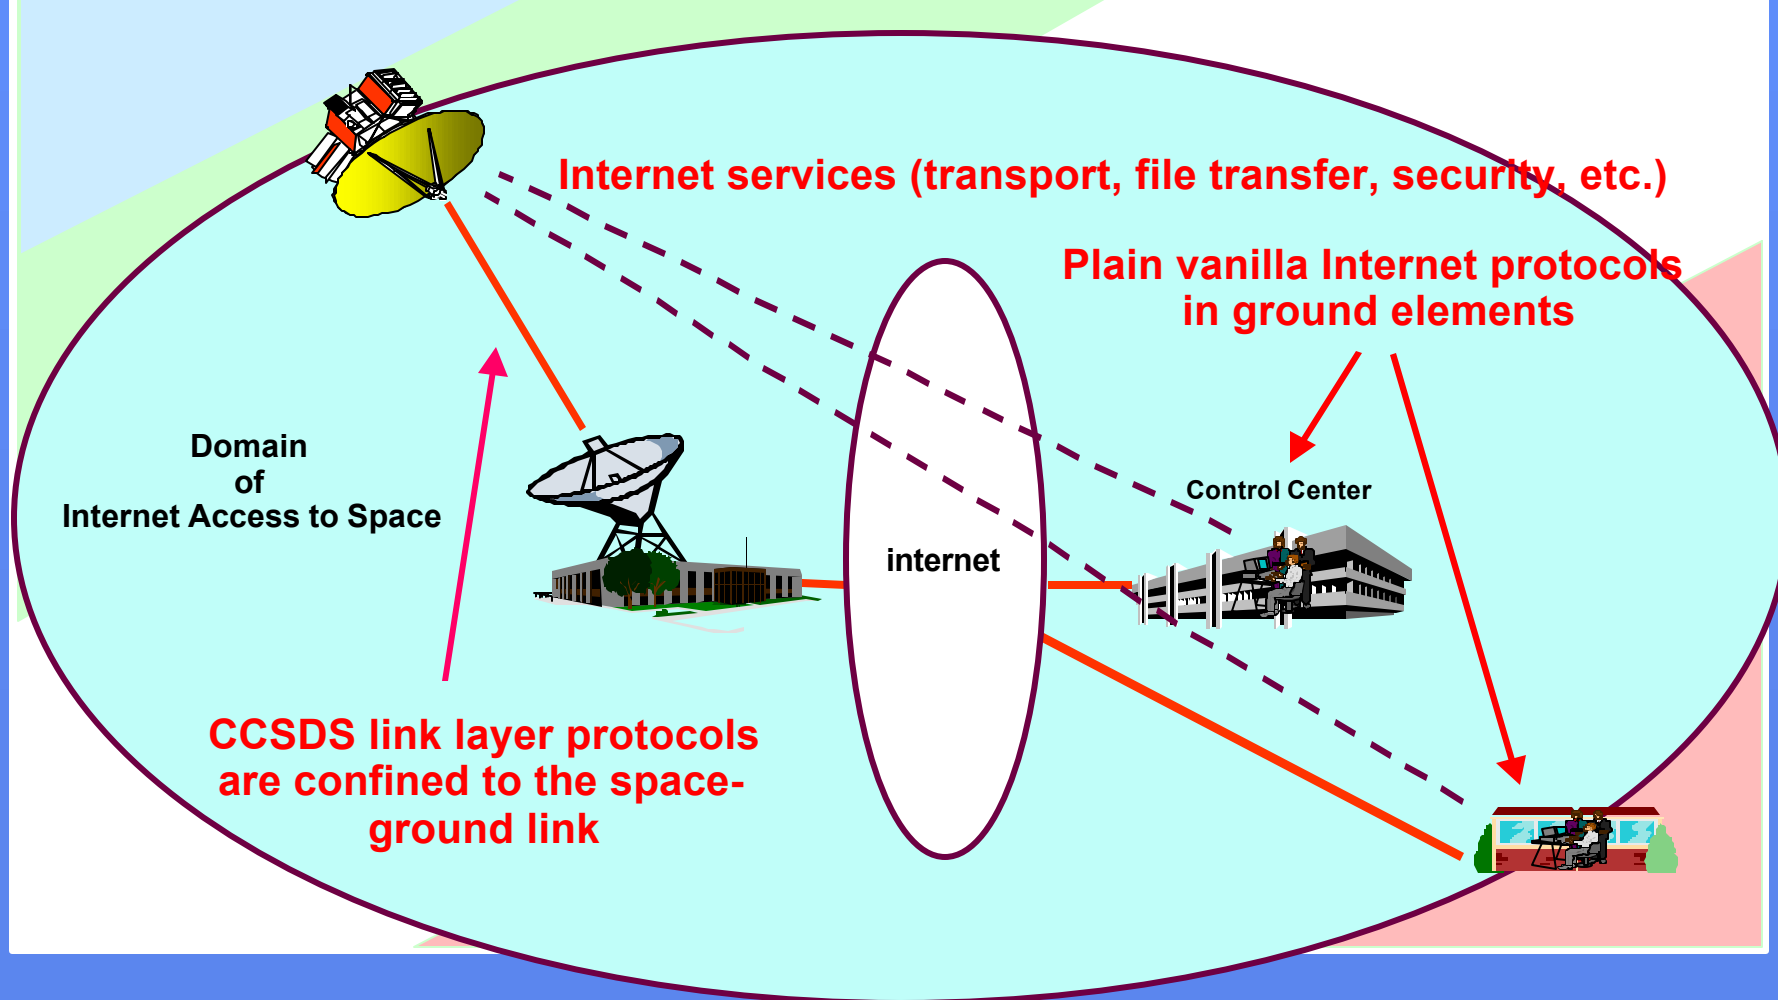 Internet services (transport, file transfer, security, etc.)
Plain vanilla Internet protocols
in ground elements
Domain
of
Internet Access to Space
Control Center
internet
CCSDS link layer protocols
are confined to the space-
ground link